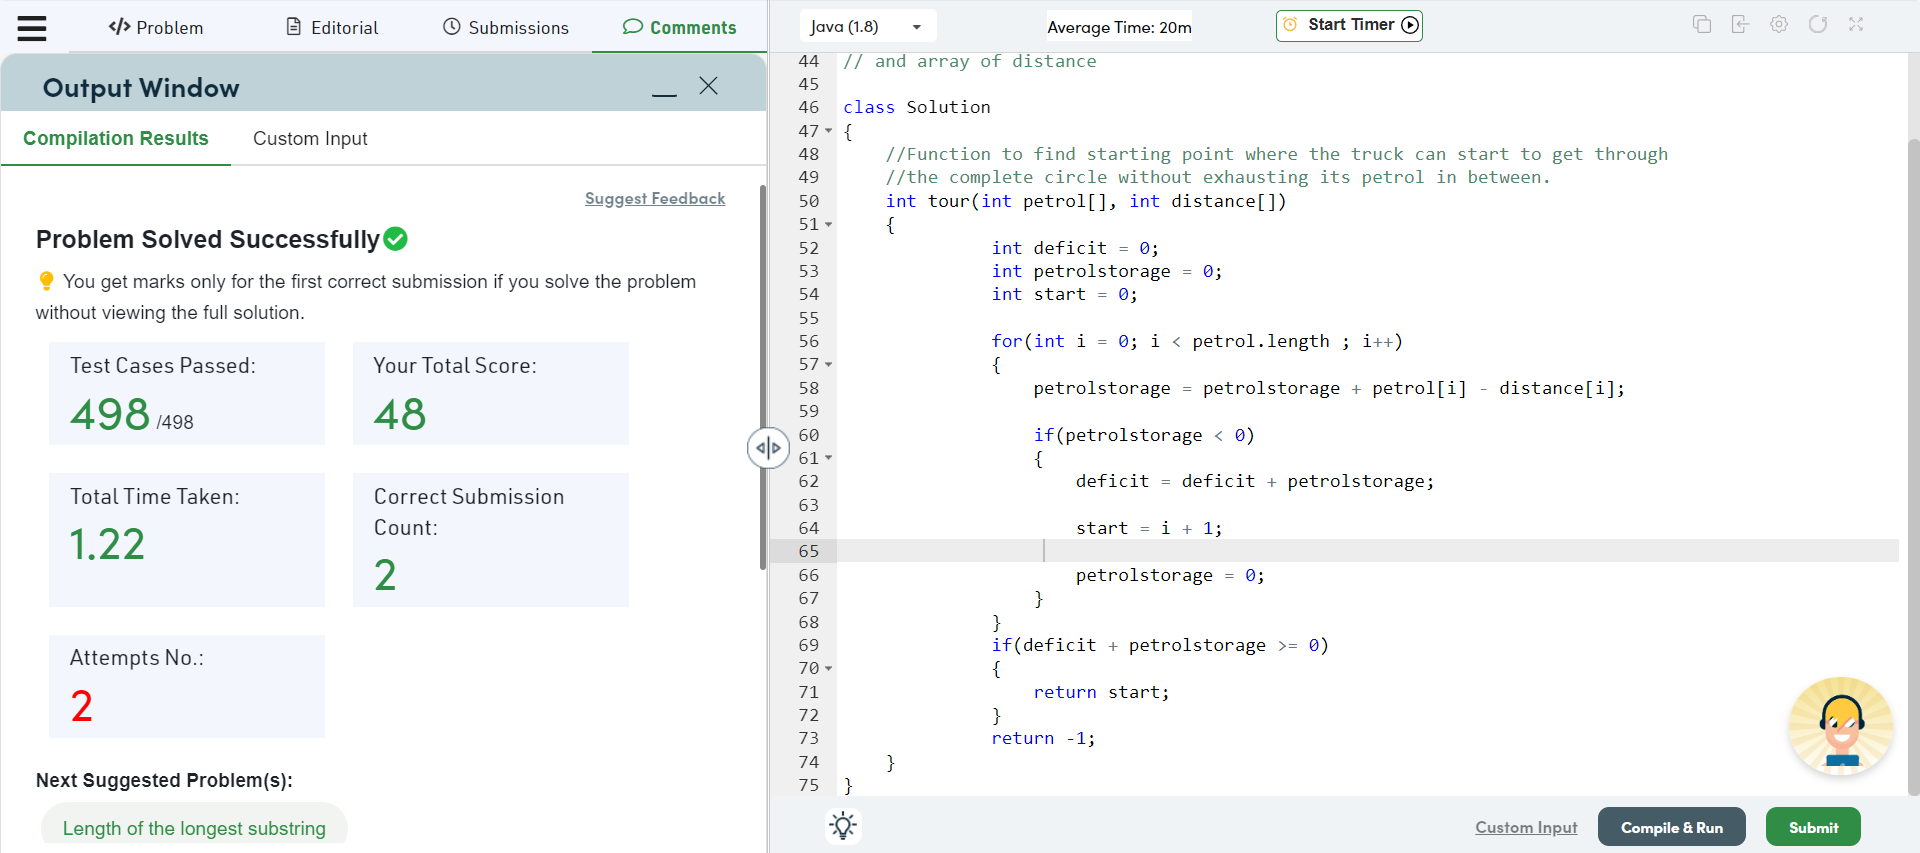 Problem
Editorial
Submissions
Comments
Output Window
Compilation Results
Custom Input
Suggest Feedback
Problem Solved Successfully
You get marks only for the first correct submission if you solve the problem
without viewing the full solution.
Test Cases Passed:
498 /498
Your Total Score:
48
Total Time Taken:
1.22
Correct Submission
Count:
2
Attempts No.:
2
Next Suggested Problem(s):
Length of the longest substring
Java (1.8)
Average Time: 20m
Start Timer
44 // and array of distance
45
46 class Solution
47 {
48 //Function to find starting point where the truck can start to get through
49 //the complete circle without exhausting its petrol in between.
50 int tour(int petrol[], int distance[])
51 {
52 int deficit = 0;
53 int petrolstorage = 0;
54 int start = 0;
55
56 for(int i = 0; i < petrol.length ; i++)
57 {
58 petrolstorage = petrolstorage + petrol[i] - distance[i];
59
60 if(petrolstorage < 0)
61 {
62 deficit = deficit + petrolstorage;
63
64 start = i + 1;
65
66 petrolstorage = 0;
67 }
68 }
69 if(deficit + petrolstorage >= 0)
70 {
71 return start;
72 }
73 return -1;
74 }
75 }
Custom Input
Compile & Run
Submit